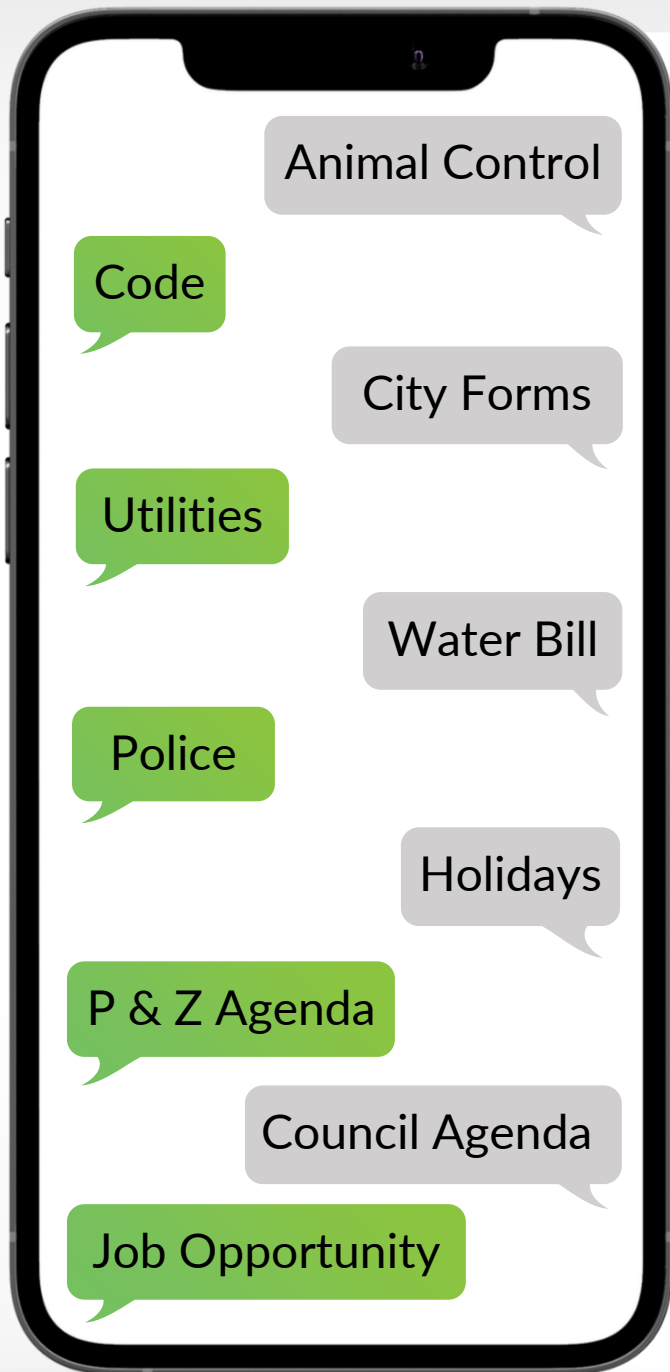 Animal Control
Code
City Forms
Utilities
Water Bill
Police
Holidays
P & Z Agenda
Council Agenda
Job Opportunity